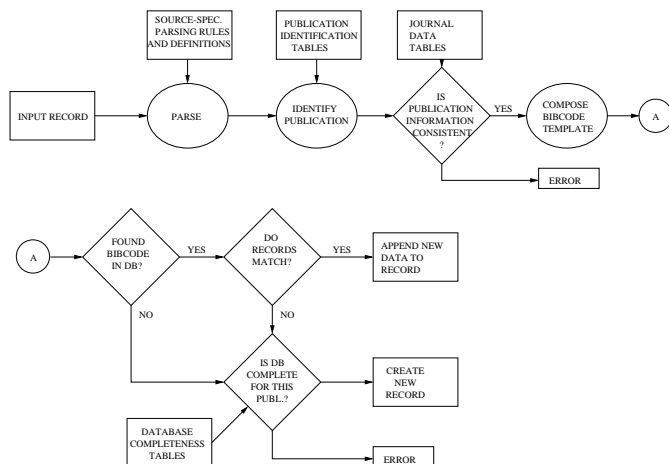 SOURCE-SPEC.
PARSING RULES
AND DEFINITIONS
PUBLICATION
IDENTIFICATION
TABLES
JOURNAL
DATA
TABLES
INPUT RECORD
PARSE
IDENTIFY
PUBLICATION
IS
PUBLICATION
INFORMATION
CONSISTENT
?
YES
COMPOSE
BIBCODE
TEMPLATE
A
ERROR
A
FOUND
BIBCODE
IN DB?
YES
DO
RECORDS
MATCH?
YES
APPEND NEW
DATA TO
RECORD
NO
NO
IS DB
COMPLETE
FOR THIS
PUBL.?
CREATE
NEW
RECORD
DATABASE
COMPLETENESS
TABLES
ERROR